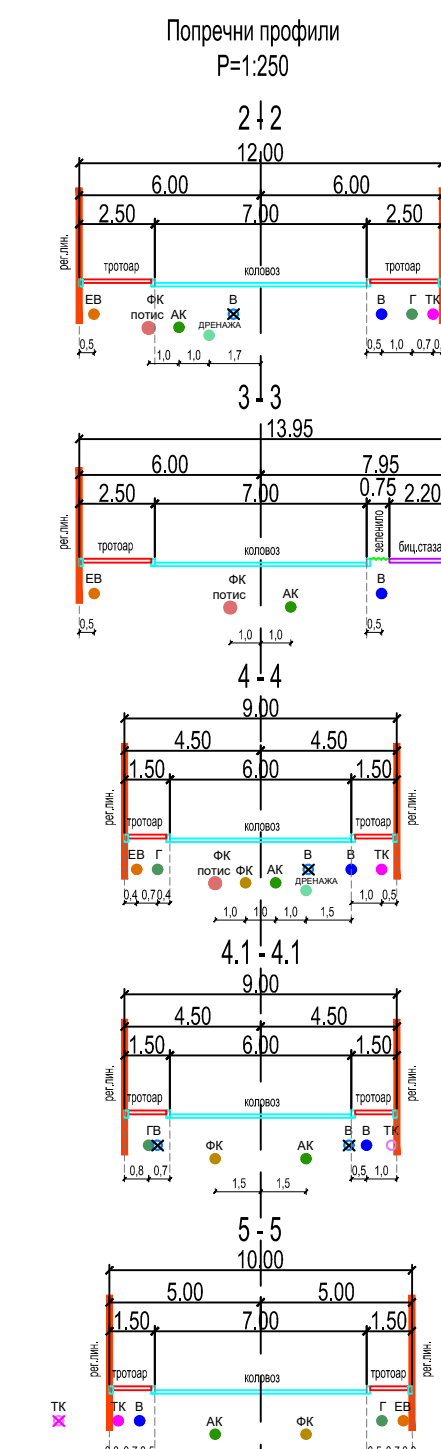 Попречни профили
Р=1:250
2 - 2
12.00
6.00 6.00
2.50 7.00 2.50
рег.лин.
тротоар коловоз тротоар
ЕВ ФК В В Г ТК
потис АК ДРЕНАЖА
0,5 1,0 1,0 1,7 0,5 1,0 0,7
3 - 3
13.95
6.00 7.95
2.50 7.00 0.75 2.20
рег.лин.
тротоар коловоз зеленило биц.стаза
ЕВ ФК В
потис АК
0,5 1,0 1,0 0,5
4 - 4
9.00
4.50 4.50
1.50 6.00 1.50
рег.лин. рег.лин.
тротоар коловоз тротоар
ЕВ Г ФК В В ТК
потис ФК АК ДРЕНАЖА
0,4 0,7 0,4 1,0 1,0 1,0 1,5 1,0 0,5
4.1 - 4.1
9.00
4.50 4.50
1.50 6.00 1.50
рег.лин. рег.лин.
тротоар коловоз тротоар
Г В ФК АК В В ТК
0,8 0,7 1,5 1,5 0,5 1,0
5 - 5
10.00
5.00 5.00
1.50 7.00 1.50
рег.лин. рег.лин.
тротоар коловоз тротоар
ТК ТК В АК ФК Г ЕВ